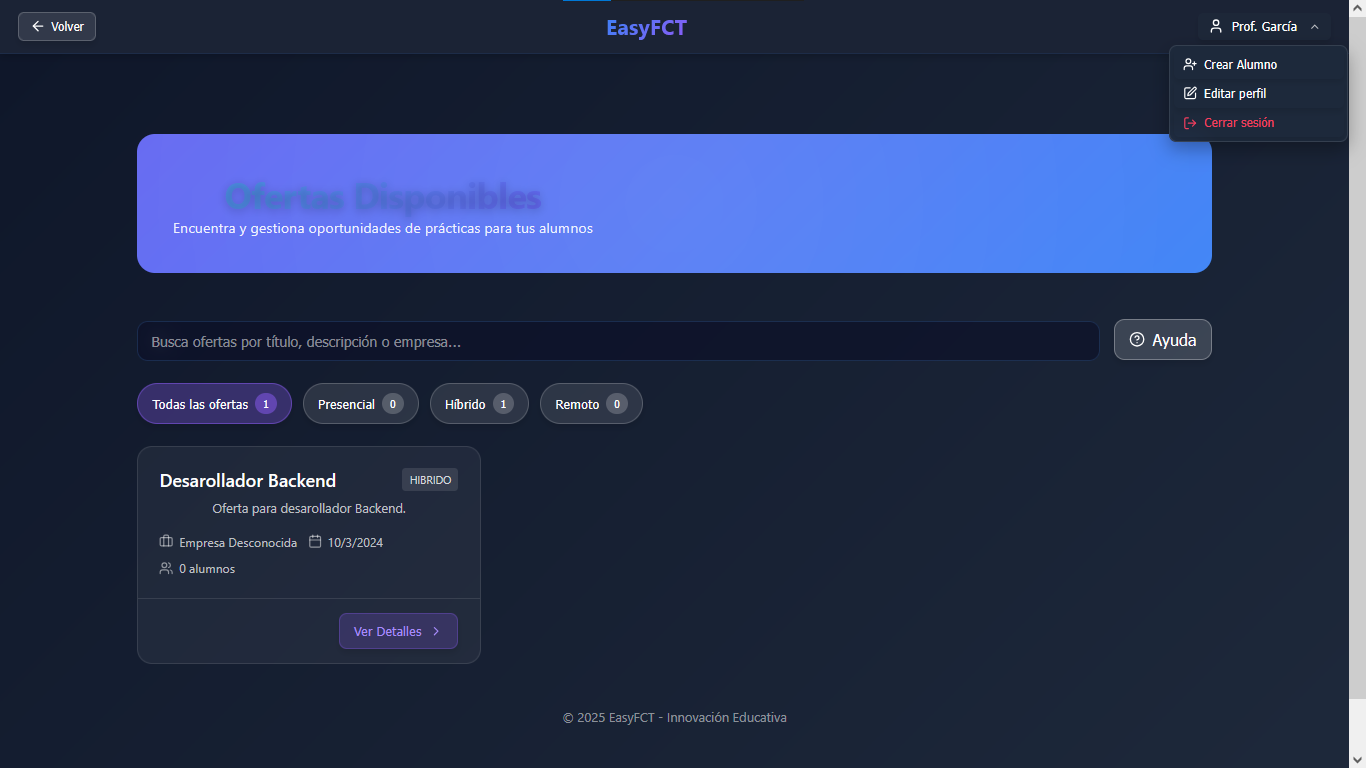 Volver
EasyFCT
Prof. García
Crear Alumno
Editar perfil
Cerrar sesión
Ofertas Disponibles
Encuentra y gestiona oportunidades de prácticas para tus alumnos
Busca ofertas por título, descripción o empresa...
Ayuda
Todas las ofertas 1
Presencial 0
Híbrido 1
Remoto 0
Desarollador Backend
HIBRIDO
Oferta para desarollador Backend.
Empresa Desconocida 10/3/2024
0 alumnos
Ver Detalles
© 2025 EasyFCT - Innovación Educativa